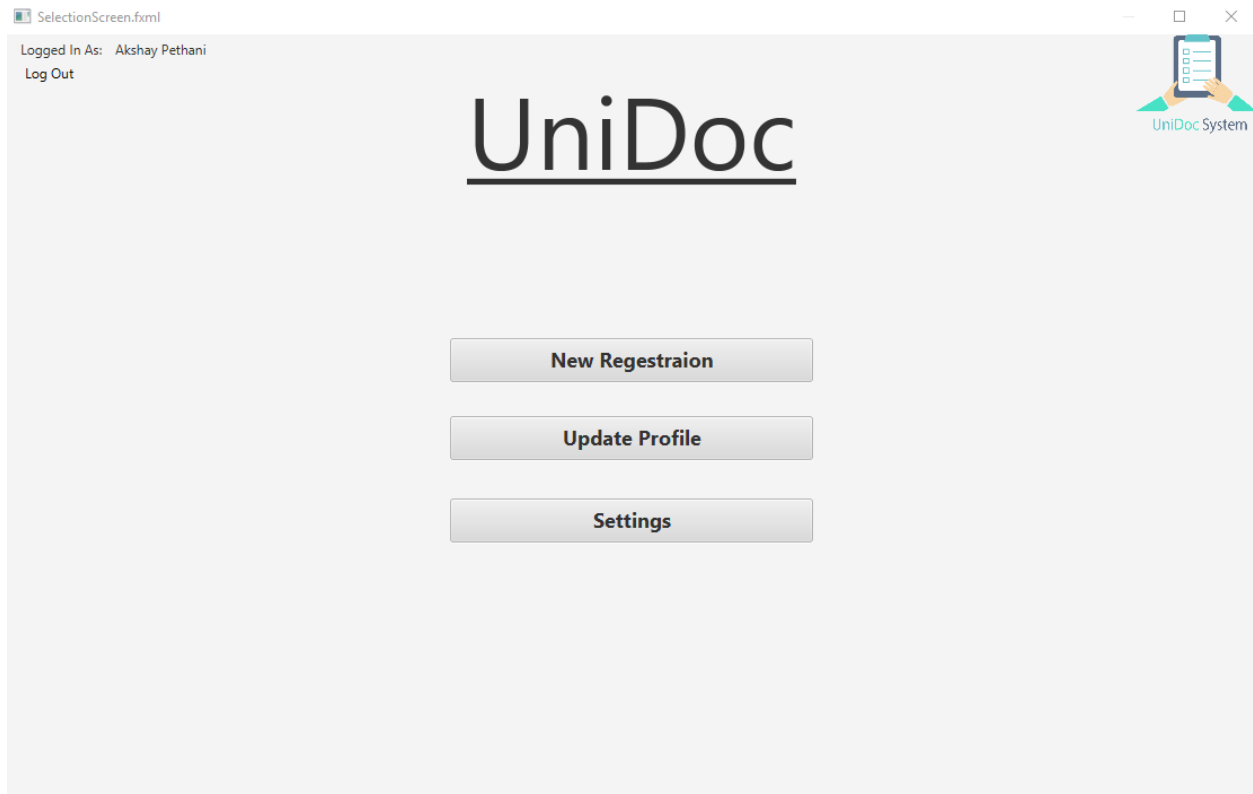 SelectionScreen.fxml
Logged In As: Akshay Pethani
Log Out
UniDoc System
UniDoc
New Regestraion
Update Profile
Settings